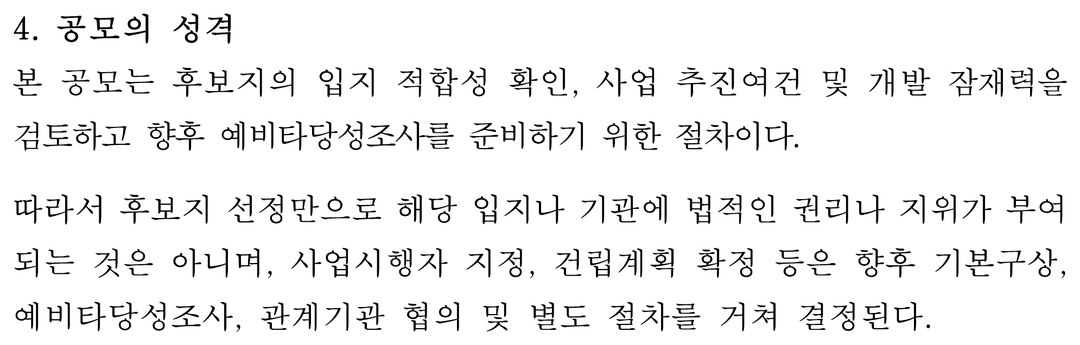 4. 공모의 성격
본 공모는 후보지의 입지 적합성 확인, 사업 추진여건 및 개발 잠재력을
검토하고 향후 예비타당성조사를 준비하기 위한 절차이다.
따라서 후보지 선정만으로 해당 입지나 기관에 법적인 권리나 지위가 부여
되는 것은 아니며, 사업시행자 지정, 건립계획 확정 등은 향후 기본구상,
예비타당성조사, 관계기관 협의 및 별도 절차를 거쳐 결정된다.